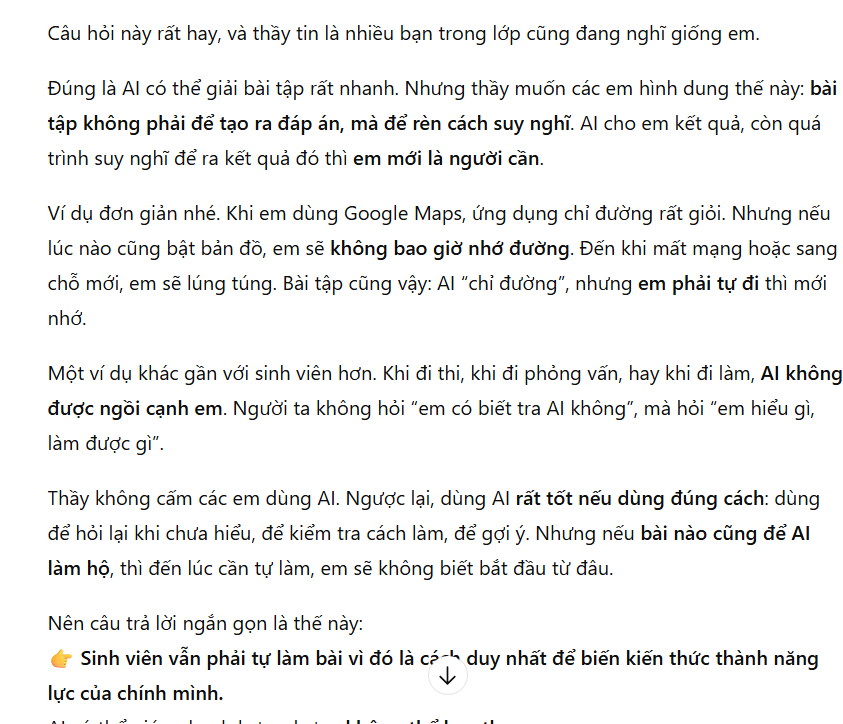 Câu hỏi này rất hay, và thầy tin là nhiều bạn trong lớp cũng đang nghĩ giống em.
Đúng là AI có thể giải bài tập rất nhanh. Nhưng thầy muốn các em hình dung thế này: bài
tập không phải để tạo ra đáp án, mà để rèn cách suy nghĩ. AI cho em kết quả, còn quá
trình suy nghĩ để ra kết quả đó thì em mới là người cần.
Ví dụ đơn giản nhé. Khi em dùng Google Maps, ứng dụng chỉ đường rất giỏi. Nhưng nếu
lúc nào cũng bật bản đồ, em sẽ không bao giờ nhớ đường. Đến khi mất mạng hoặc sang
chỗ mới, em sẽ lúng túng. Bài tập cũng vậy: AI “chỉ đường”, nhưng em phải tự đi thì mới
nhớ.
Một ví dụ khác gần với sinh viên hơn. Khi đi thi, khi đi phỏng vấn, hay khi đi làm, AI không
được ngồi cạnh em. Người ta không hỏi “em có biết tra AI không”, mà hỏi “em hiểu gì,
làm được gì”.
Thầy không cấm các em dùng AI. Ngược lại, dùng AI rất tốt nếu dùng đúng cách: dùng
để hỏi lại khi chưa hiểu, để kiểm tra cách làm, để gợi ý. Nhưng nếu bài nào cũng để AI
làm hộ, thì đến lúc cần tự làm, em sẽ không biết bắt đầu từ đâu.
Nên câu trả lời ngắn gọn là thế này:
👉 Sinh viên vẫn phải tự làm bài vì đó là cách duy nhất để biến kiến thức thành năng
lực của chính mình.